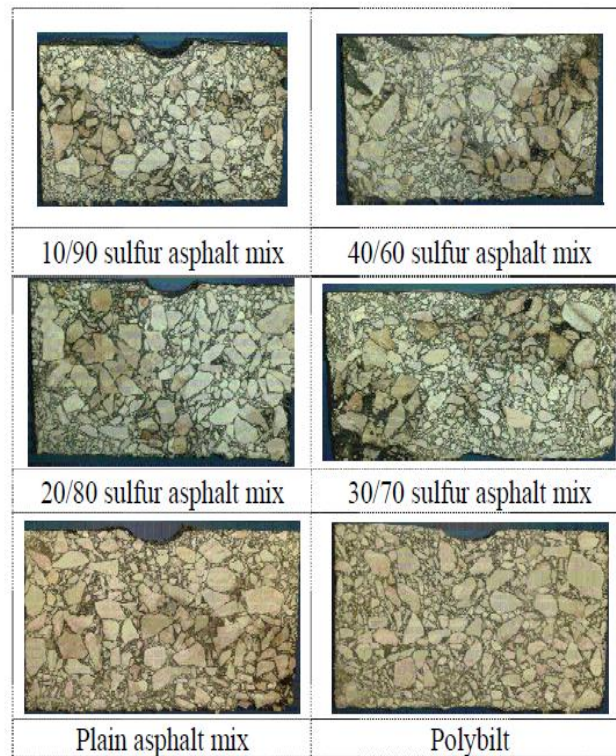 10/90 sulfur asphalt mix
40/60 sulfur asphalt mix
20/80 sulfur asphalt mix
30/70 sulfur asphalt mix
Plain asphalt mix
Polybilt